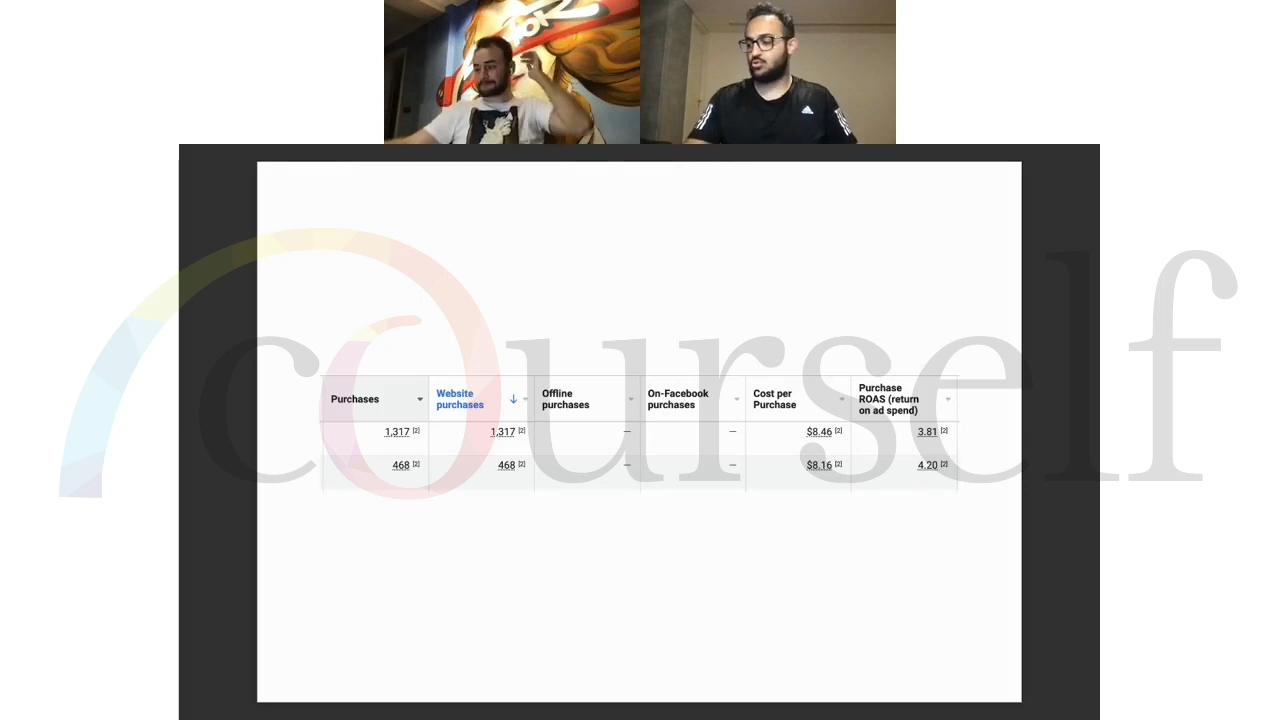 Purchases
Website purchases
Offline purchases
On-Facebook purchases
Cost per Purchase
Purchase ROAS (return on ad spend)
1,317 [2] 1,317 [2] — — $8.46 [2] 3.81 [2]
468 [2] 468 [2] — — $8.16 [2] 4.20 [2]
courself